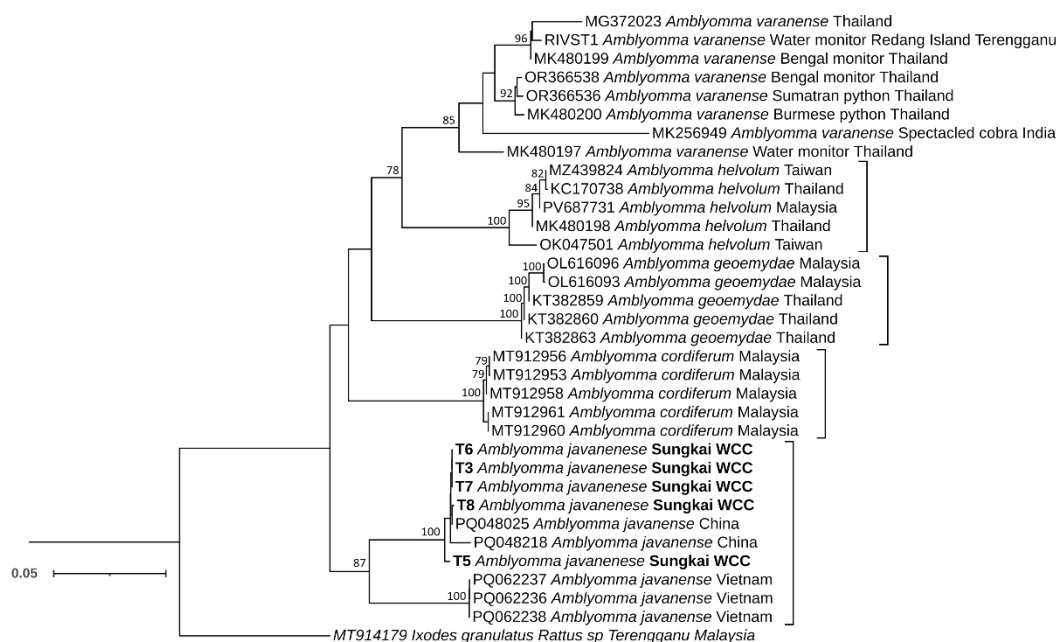 MG372023 Amblyomma varanense Thailand
96
RIVST1 Amblyomma varanense Water monitor Redang Island Terengganu
MK480199 Amblyomma varanense Bengal monitor Thailand
OR366538 Amblyomma varanense Bengal monitor Thailand
92
OR366536 Amblyomma varanense Sumatran python Thailand
MK480200 Amblyomma varanense Burmese python Thailand
85
MK256949 Amblyomma varanense Spectacled cobra India
MK480197 Amblyomma varanense Water monitor Thailand
78
82
MZ439824 Amblyomma helvolum Taiwan
84
KC170738 Amblyomma helvolum Thailand
95
PV687731 Amblyomma helvolum Malaysia
100
MK480198 Amblyomma helvolum Thailand
OK047501 Amblyomma helvolum Taiwan
100
OL616096 Amblyomma geoemydae Malaysia
OL616093 Amblyomma geoemydae Malaysia
100
KT382859 Amblyomma geoemydae Thailand
100
KT382860 Amblyomma geoemydae Thailand
KT382863 Amblyomma geoemydae Thailand
79
MT912956 Amblyomma cordiferum Malaysia
79
MT912953 Amblyomma cordiferum Malaysia
100
MT912958 Amblyomma cordiferum Malaysia
MT912961 Amblyomma cordiferum Malaysia
MT912960 Amblyomma cordiferum Malaysia
T6 Amblyomma javanenese Sungkai WCC
T3 Amblyomma javanenese Sungkai WCC
T7 Amblyomma javanenese Sungkai WCC
T8 Amblyomma javanenese Sungkai WCC
PQ048025 Amblyomma javanense China
100
PQ048218 Amblyomma javanense China
87
T5 Amblyomma javanenese Sungkai WCC
0.05
PQ062237 Amblyomma javanense Vietnam
100
PQ062236 Amblyomma javanense Vietnam
PQ062238 Amblyomma javanense Vietnam
MT914179 Ixodes granulatus Rattus sp Terengganu Malaysia